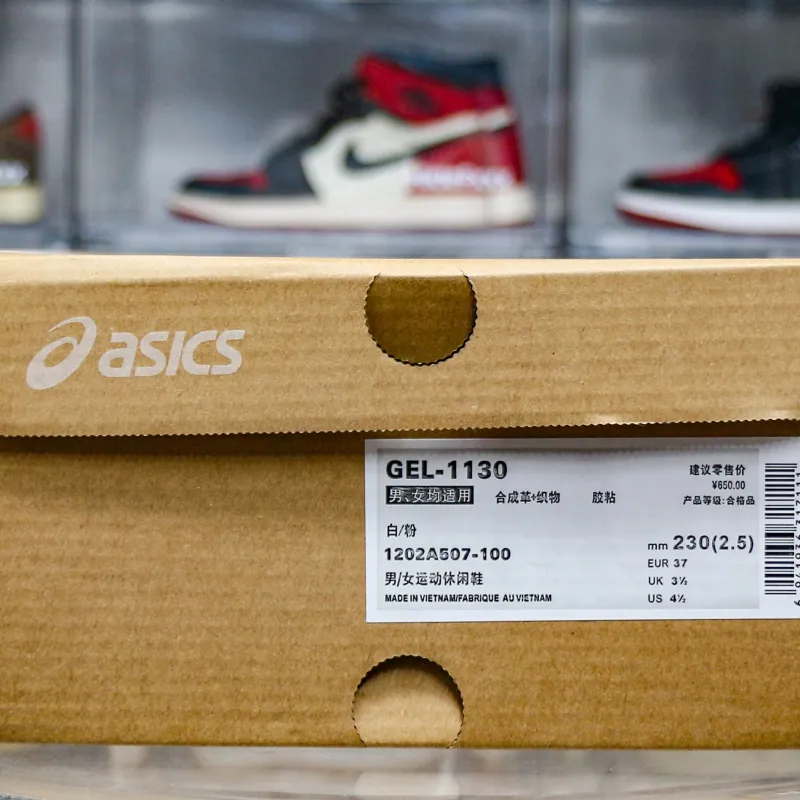 asics
GEL-1130
男、女均适用 合成革+织物 胶粘
建议零售价
¥650.00
产品等级:合格品
白/粉
1202A507-100
男/女运动休闲鞋
MADE IN VIETNAM/FABRIQUE AU VIETNAM
mm 230(2.5)
EUR 37
UK 3½
US 4½